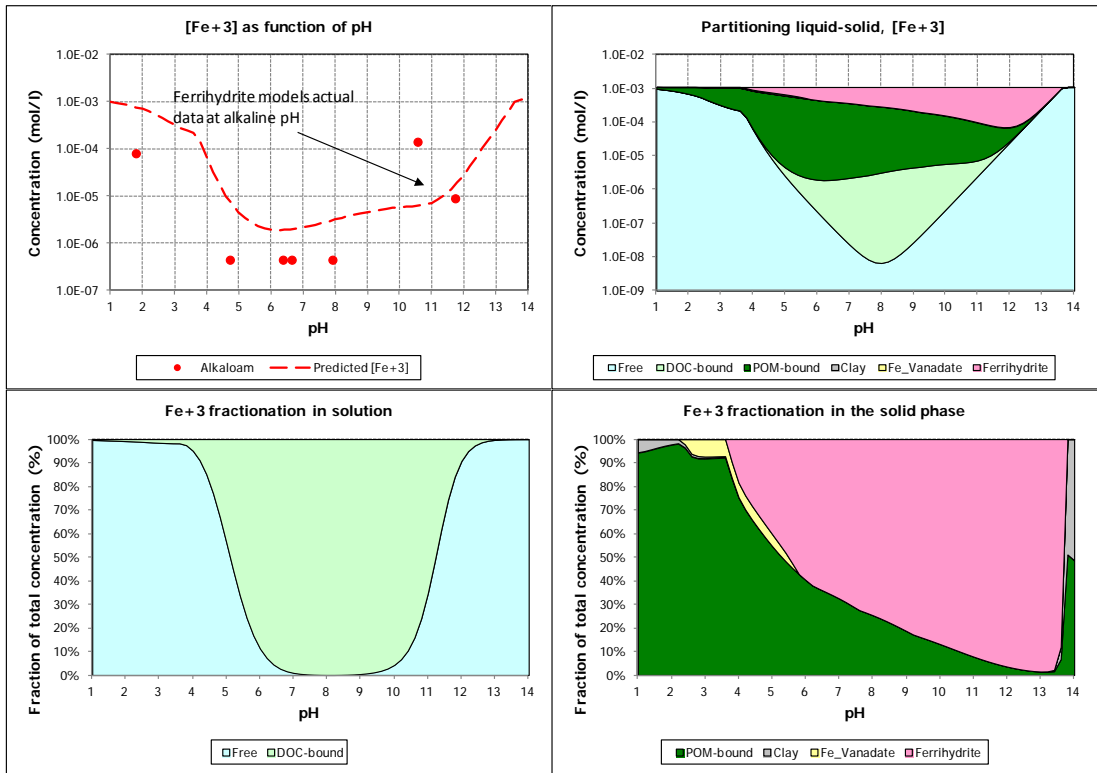 [Fe+3] as function of pH
Concentration (mol/l)
1.0E-02
1.0E-03
1.0E-04
1.0E-05
1.0E-06
1.0E-07
Ferrihydrite models actual
data at alkaline pH
1 2 3 4 5 6 7 8 9 10 11 12 13 14
pH
Alkaloam Predicted [Fe+3]
Partitioning liquid-solid, [Fe+3]
Concentration (mol/l)
1.0E-02
1.0E-03
1.0E-04
1.0E-05
1.0E-06
1.0E-07
1.0E-08
1.0E-09
1 2 3 4 5 6 7 8 9 10 11 12 13 14
pH
Free DOC-bound POM-bound Clay Fe_Vanadate Ferrihydrite
Fe+3 fractionation in solution
Fraction of total concentration (%)
100%
90%
80%
70%
60%
50%
40%
30%
20%
10%
0%
1 2 3 4 5 6 7 8 9 10 11 12 13 14
pH
Free DOC-bound
Fe+3 fractionation in the solid phase
Fraction of total concentration (%)
100%
90%
80%
70%
60%
50%
40%
30%
20%
10%
0%
1 2 3 4 5 6 7 8 9 10 11 12 13 14
pH
POM-bound Clay Fe_Vanadate Ferrihydrite